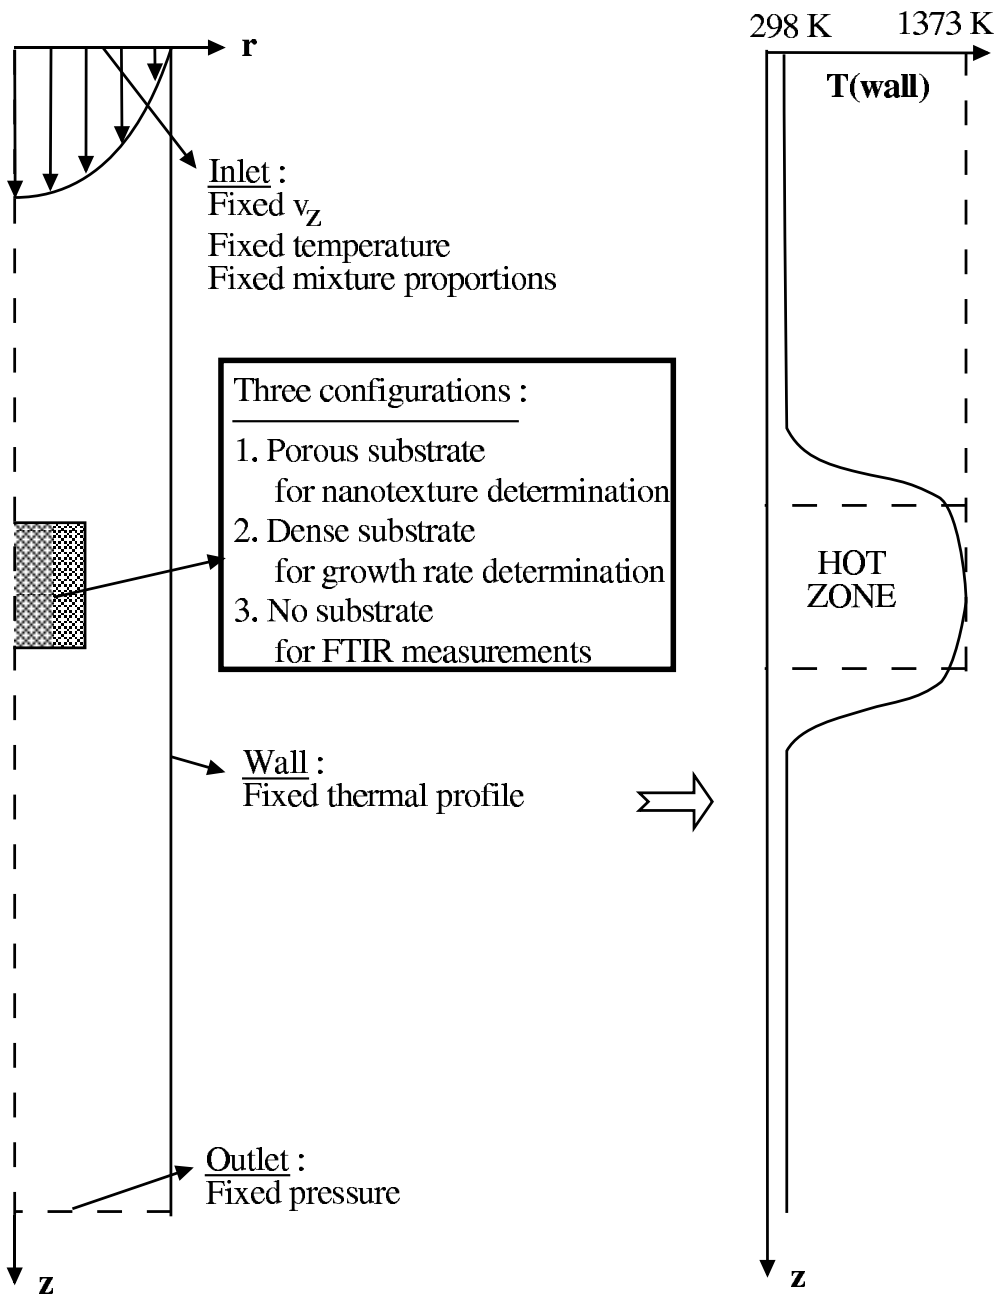 r
Inlet :
Fixed vz
Fixed temperature
Fixed mixture proportions
Three configurations :
1. Porous substrate
for nanotexture determination
2. Dense substrate
for growth rate determination
3. No substrate
for FTIR measurements
Wall :
Fixed thermal profile
Outlet :
Fixed pressure
z
298 K
1373 K
T(wall)
HOT
ZONE
z